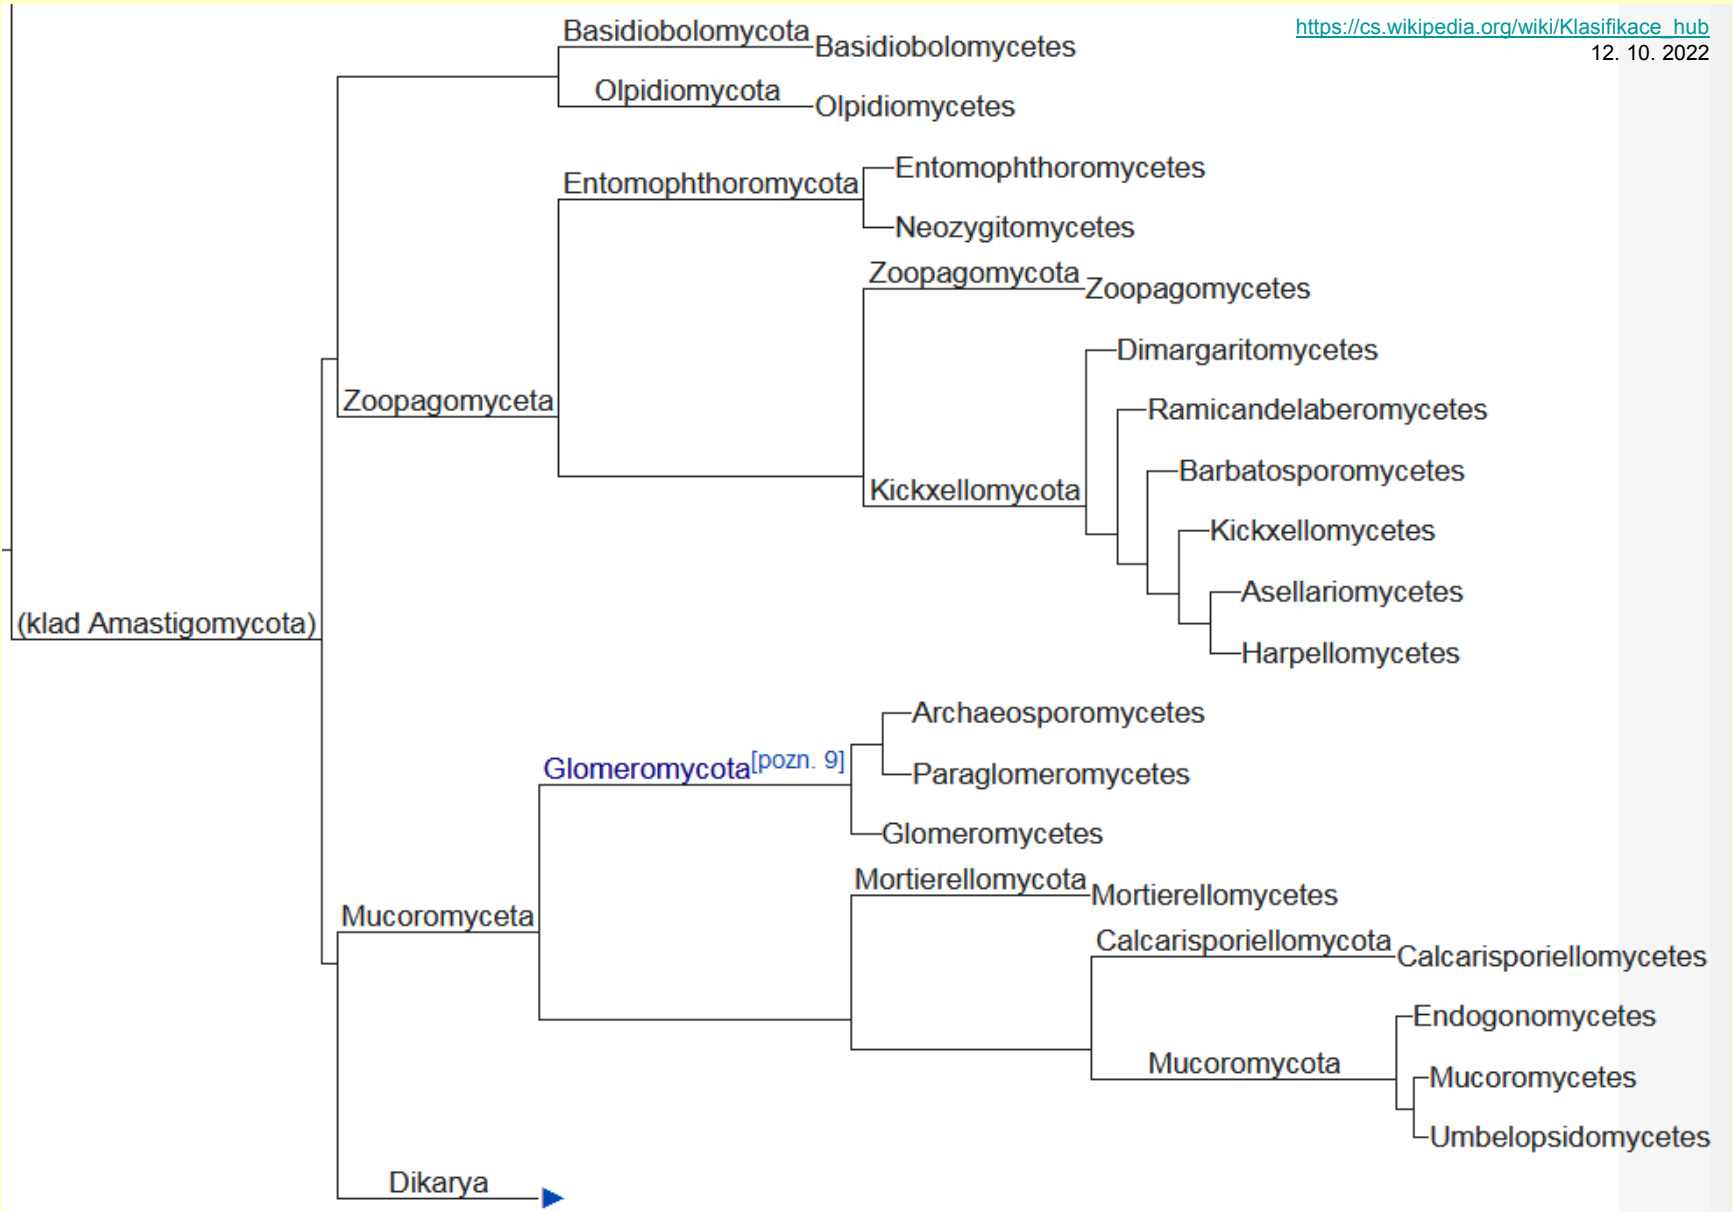 https://cs.wikipedia.org/wiki/Klasifikace_hub
12. 10. 2022
Basidiobolomycota
Basidiobolomycetes
Olpidiomycota
Olpidiomycetes
Entomophthoromycetes
Entomophthoromycota
Neozygitomycetes
Zoopagomycota
Zoopagomycetes
Dimargaritomycetes
Zoopagomyceta
Ramicandelaberomycetes
Barbatosporomycetes
Kickxellomycota
Kickxellomycetes
Asellariomycetes
(klad Amastigomycota)
Harpellomycetes
Archaeosporomycetes
Glomeromycota[pozn. 9]
Paraglomeromycetes
Glomeromycetes
Mortierellomycota
Mortierellomycetes
Mucoromyceta
Calcarisporiellomycota
Calcarisporiellomycetes
Endogonomycetes
Mucoromycota
Mucoromycetes
Umbelopsidomycetes
Dikarya